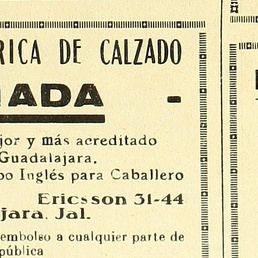 RICA DE CALZADO
ADA -
jor y más acreditado
Guadalajara.
po Inglés para Caballero
Ericsson 31-44
jara, Jal.
embolso a cualquier parte de
pública